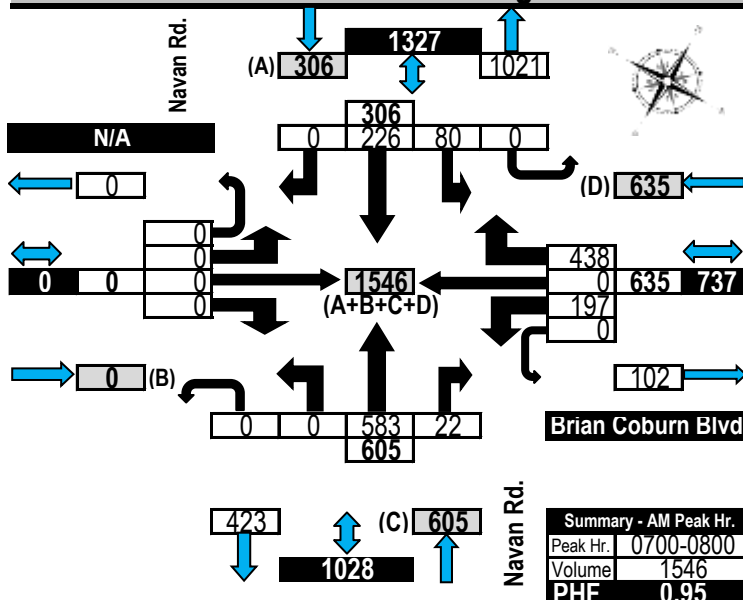 1327
(A) 306 1021
Navan Rd.
306
0 226 80 0
N/A
0
(D) 635
0
0
0 0 0
0
1546
(A+B+C+D)
438
0 635 737
197
0
0 (B)
102
0 0 583 22
605
Brian Coburn Blvd
423 (C) 605
1028
Navan Rd.
Summary - AM Peak Hr.
Peak Hr. 0700-0800
Volume 1546
PHF 0.95